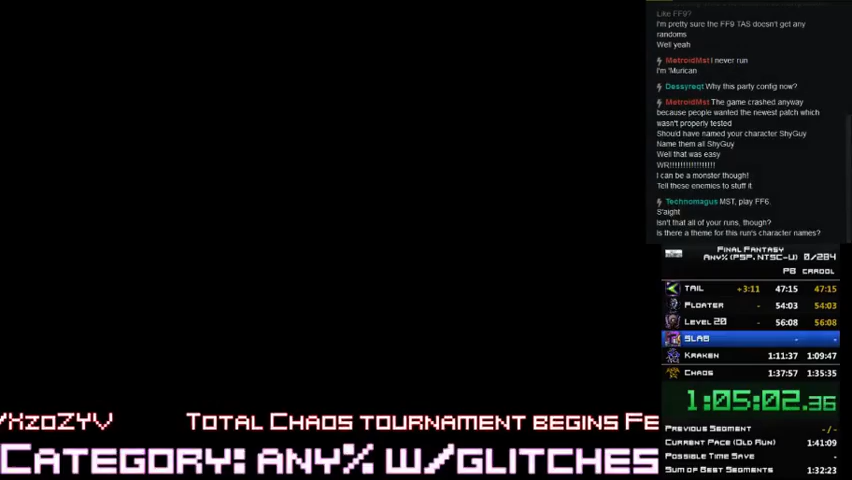 Like FF9?
I'm pretty sure the FF9 TAS doesn't get any
randoms
Well yeah
MetroidMst I never run
I'm 'Murican
Dessyreqt Why this party config now?
MetroidMst The game crashed anyway
because people wanted the newest patch which
wasn't properly tested
Should have named your character ShyGuy
Name them all ShyGuy
Well that was easy
WR!!!!!!!!!!!!!!!!!
I can be a monster though!
Tell these enemies to stuff it
Technomagus MST, play FF6.
S'aight
Isn't that all of your runs, though?
Is there a theme for this run's character names?
Final Fantasy
Any% (PSP, NTSC-U) 0/284
PB
TAIL +3:11 47:15 47:15
Floater - 54:03 54:03
Level 20 - 56:08 56:08
SLAB - -
Kraken 1:11:37 1:09:47
Chaos 1:37:57 1:35:35
1:05:02.36
Previous Segment -/-
Current Pace (Old Run) 1:41:09
Possible Time Save -
Sum of Best Segments 1:32:23
/XzoZYV Total Chaos tournament begins Fe
Category: any% w/glitches